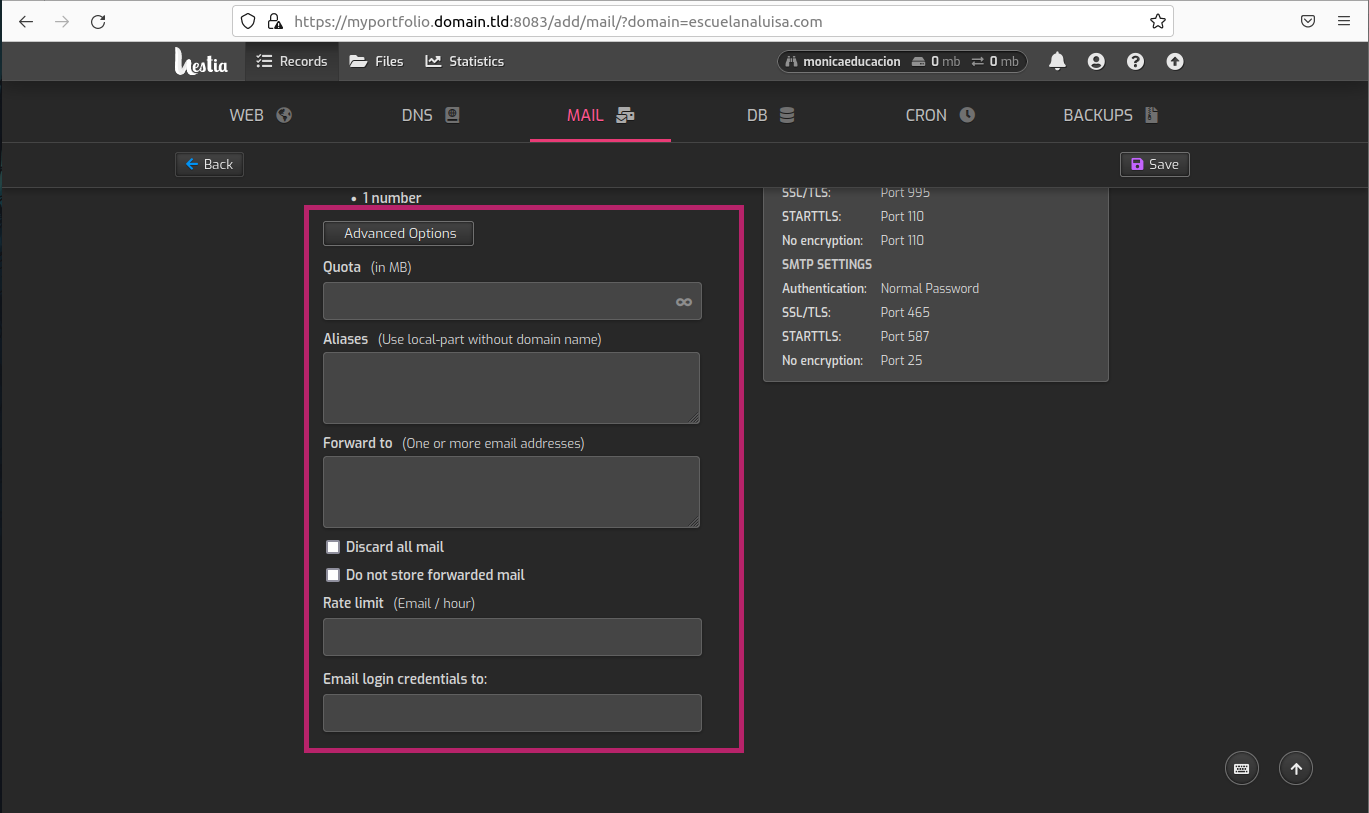 https://myportfolio.domain.tld:8083/add/mail/?domain=escuelanaluisa.com
hestia Records Files Statistics monicaeducacion 0 mb 0 mb
WEB DNS MAIL DB CRON BACKUPS
Back Save
• 1 number
Advanced Options
Quota (in MB)
Aliases (Use local-part without domain name)
Forward to (One or more email addresses)
Discard all mail
Do not store forwarded mail
Rate limit (Email / hour)
Email login credentials to:
SSL/TLS: Port 995
STARTTLS: Port 110
No encryption: Port 110
SMTP SETTINGS
Authentication: Normal Password
SSL/TLS: Port 465
STARTTLS: Port 587
No encryption: Port 25